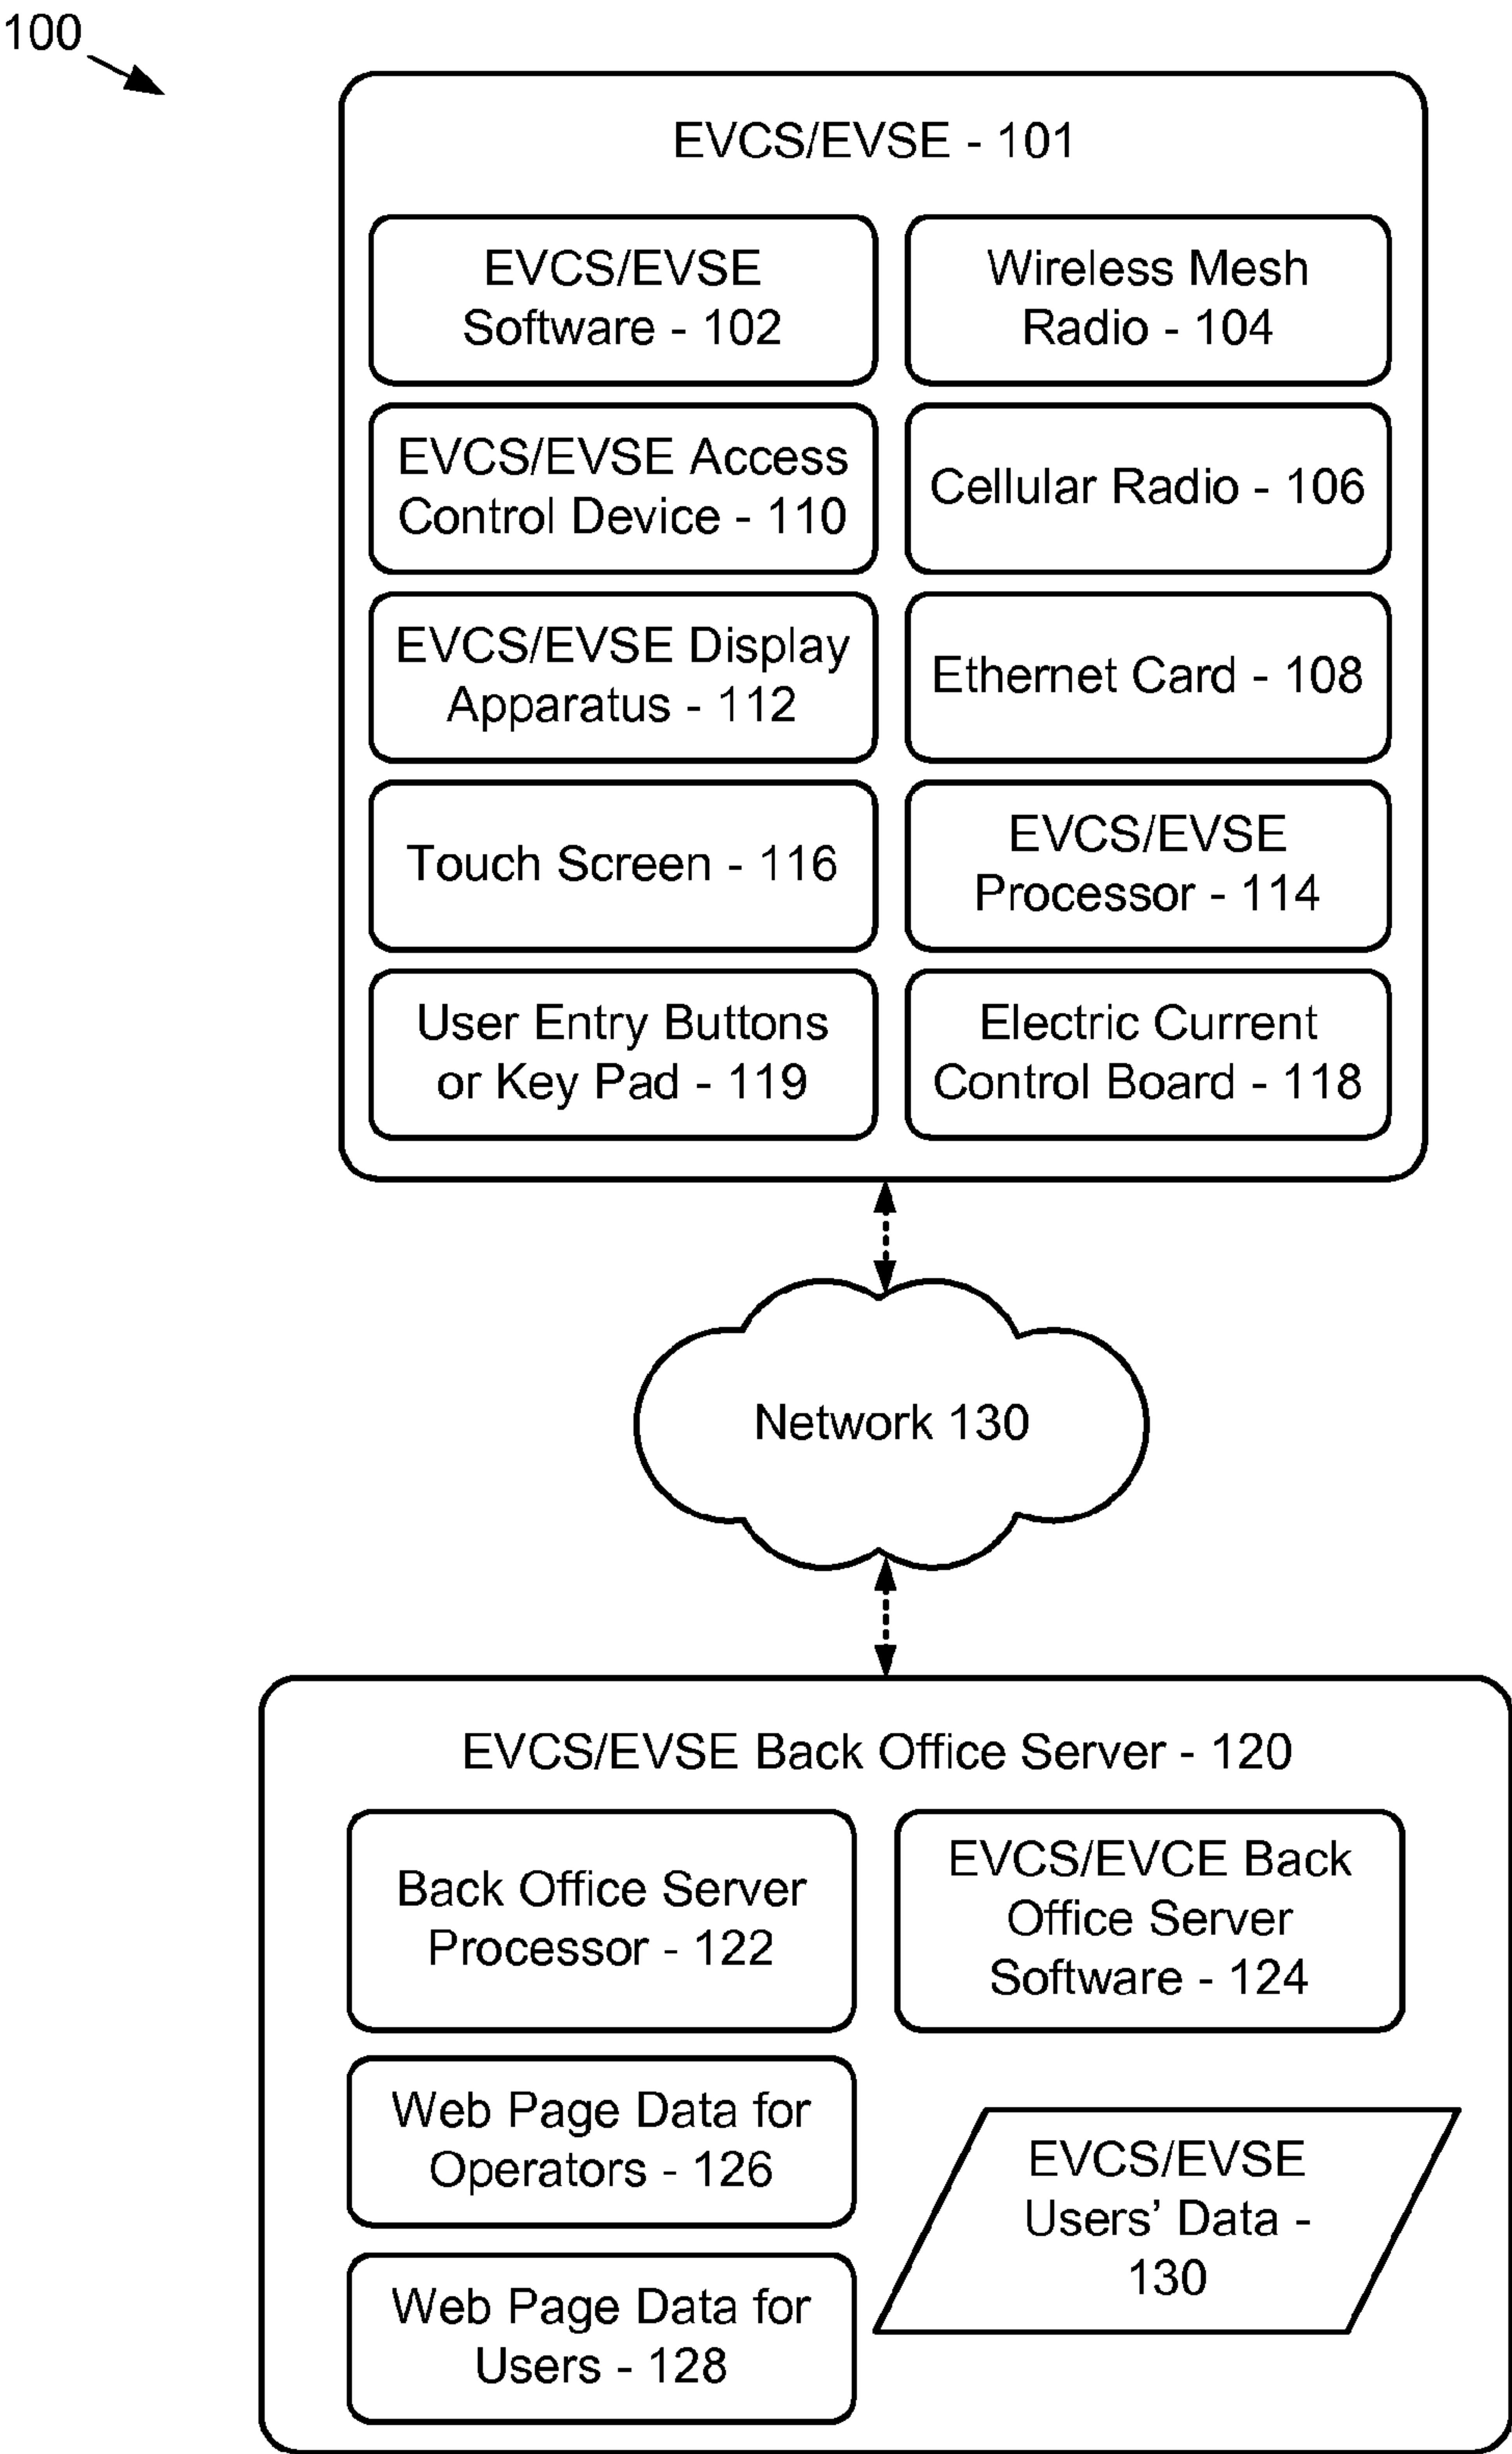 100
EVCS/EVSE - 101
EVCS/EVSE
Software - 102
Wireless Mesh
Radio - 104
EVCS/EVSE Access
Control Device - 110
Cellular Radio - 106
EVCS/EVSE Display
Apparatus - 112
Ethernet Card - 108
Touch Screen - 116
EVCS/EVSE
Processor - 114
User Entry Buttons
or Key Pad - 119
Electric Current
Control Board - 118
Network 130
EVCS/EVSE Back Office Server - 120
Back Office Server
Processor - 122
EVCS/EVCE Back
Office Server
Software - 124
Web Page Data for
Operators - 126
EVCS/EVSE
Users’ Data -
130
Web Page Data for
Users - 128